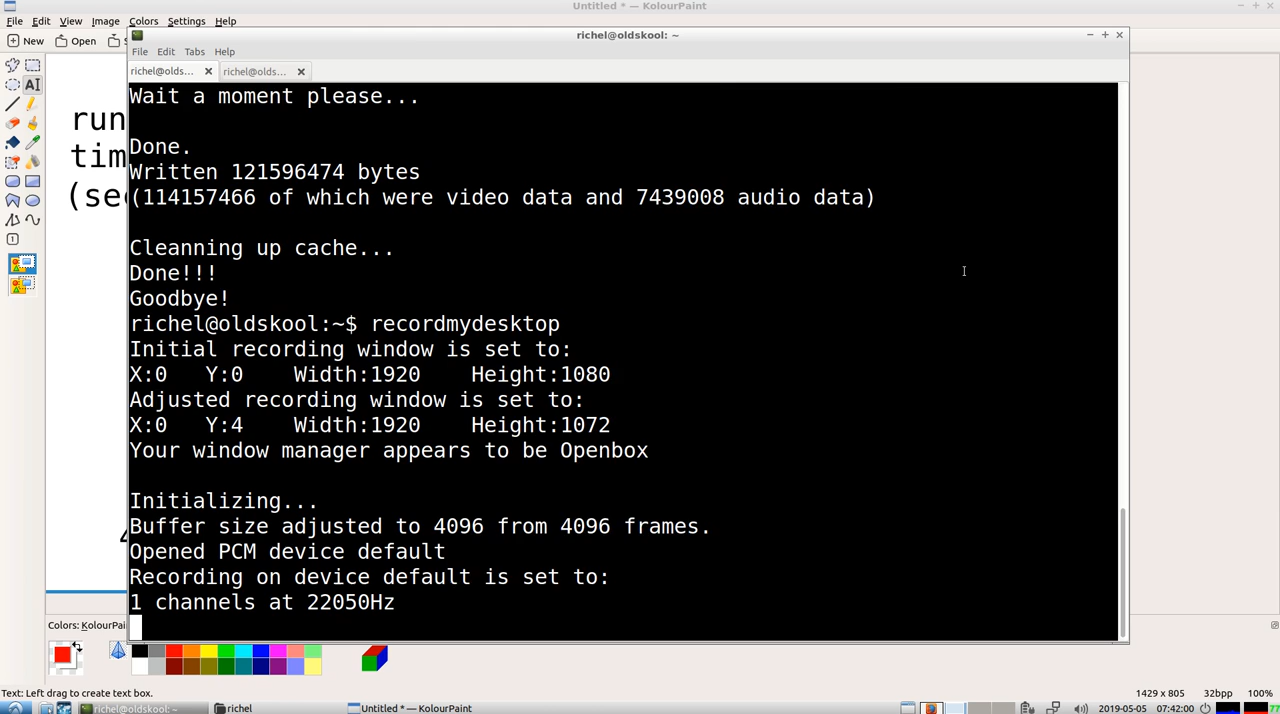 Untitled * — KolourPaint
File Edit View Image Colors Settings Help
New Open
richel@oldskool: ~
File Edit Tabs Help
richel@olds... richel@olds...
run
tim
(sec
Wait a moment please...
Done.
Written 121596474 bytes
(114157466 of which were video data and 7439008 audio data)
Cleanning up cache...
Done!!!
Goodbye!
richel@oldskool:~$ recordmydesktop
Initial recording window is set to:
X:0 Y:0 Width:1920 Height:1080
Adjusted recording window is set to:
X:0 Y:4 Width:1920 Height:1072
Your window manager appears to be Openbox
Initializing...
Buffer size adjusted to 4096 from 4096 frames.
Opened PCM device default
Recording on device default is set to:
1 channels at 22050Hz
Colors: KolourPai
Text: Left drag to create text box. 1429 x 805 32bpp 100%
richel@oldskool: ~ richel Untitled * — KolourPaint 2019-05-05 07:42:00